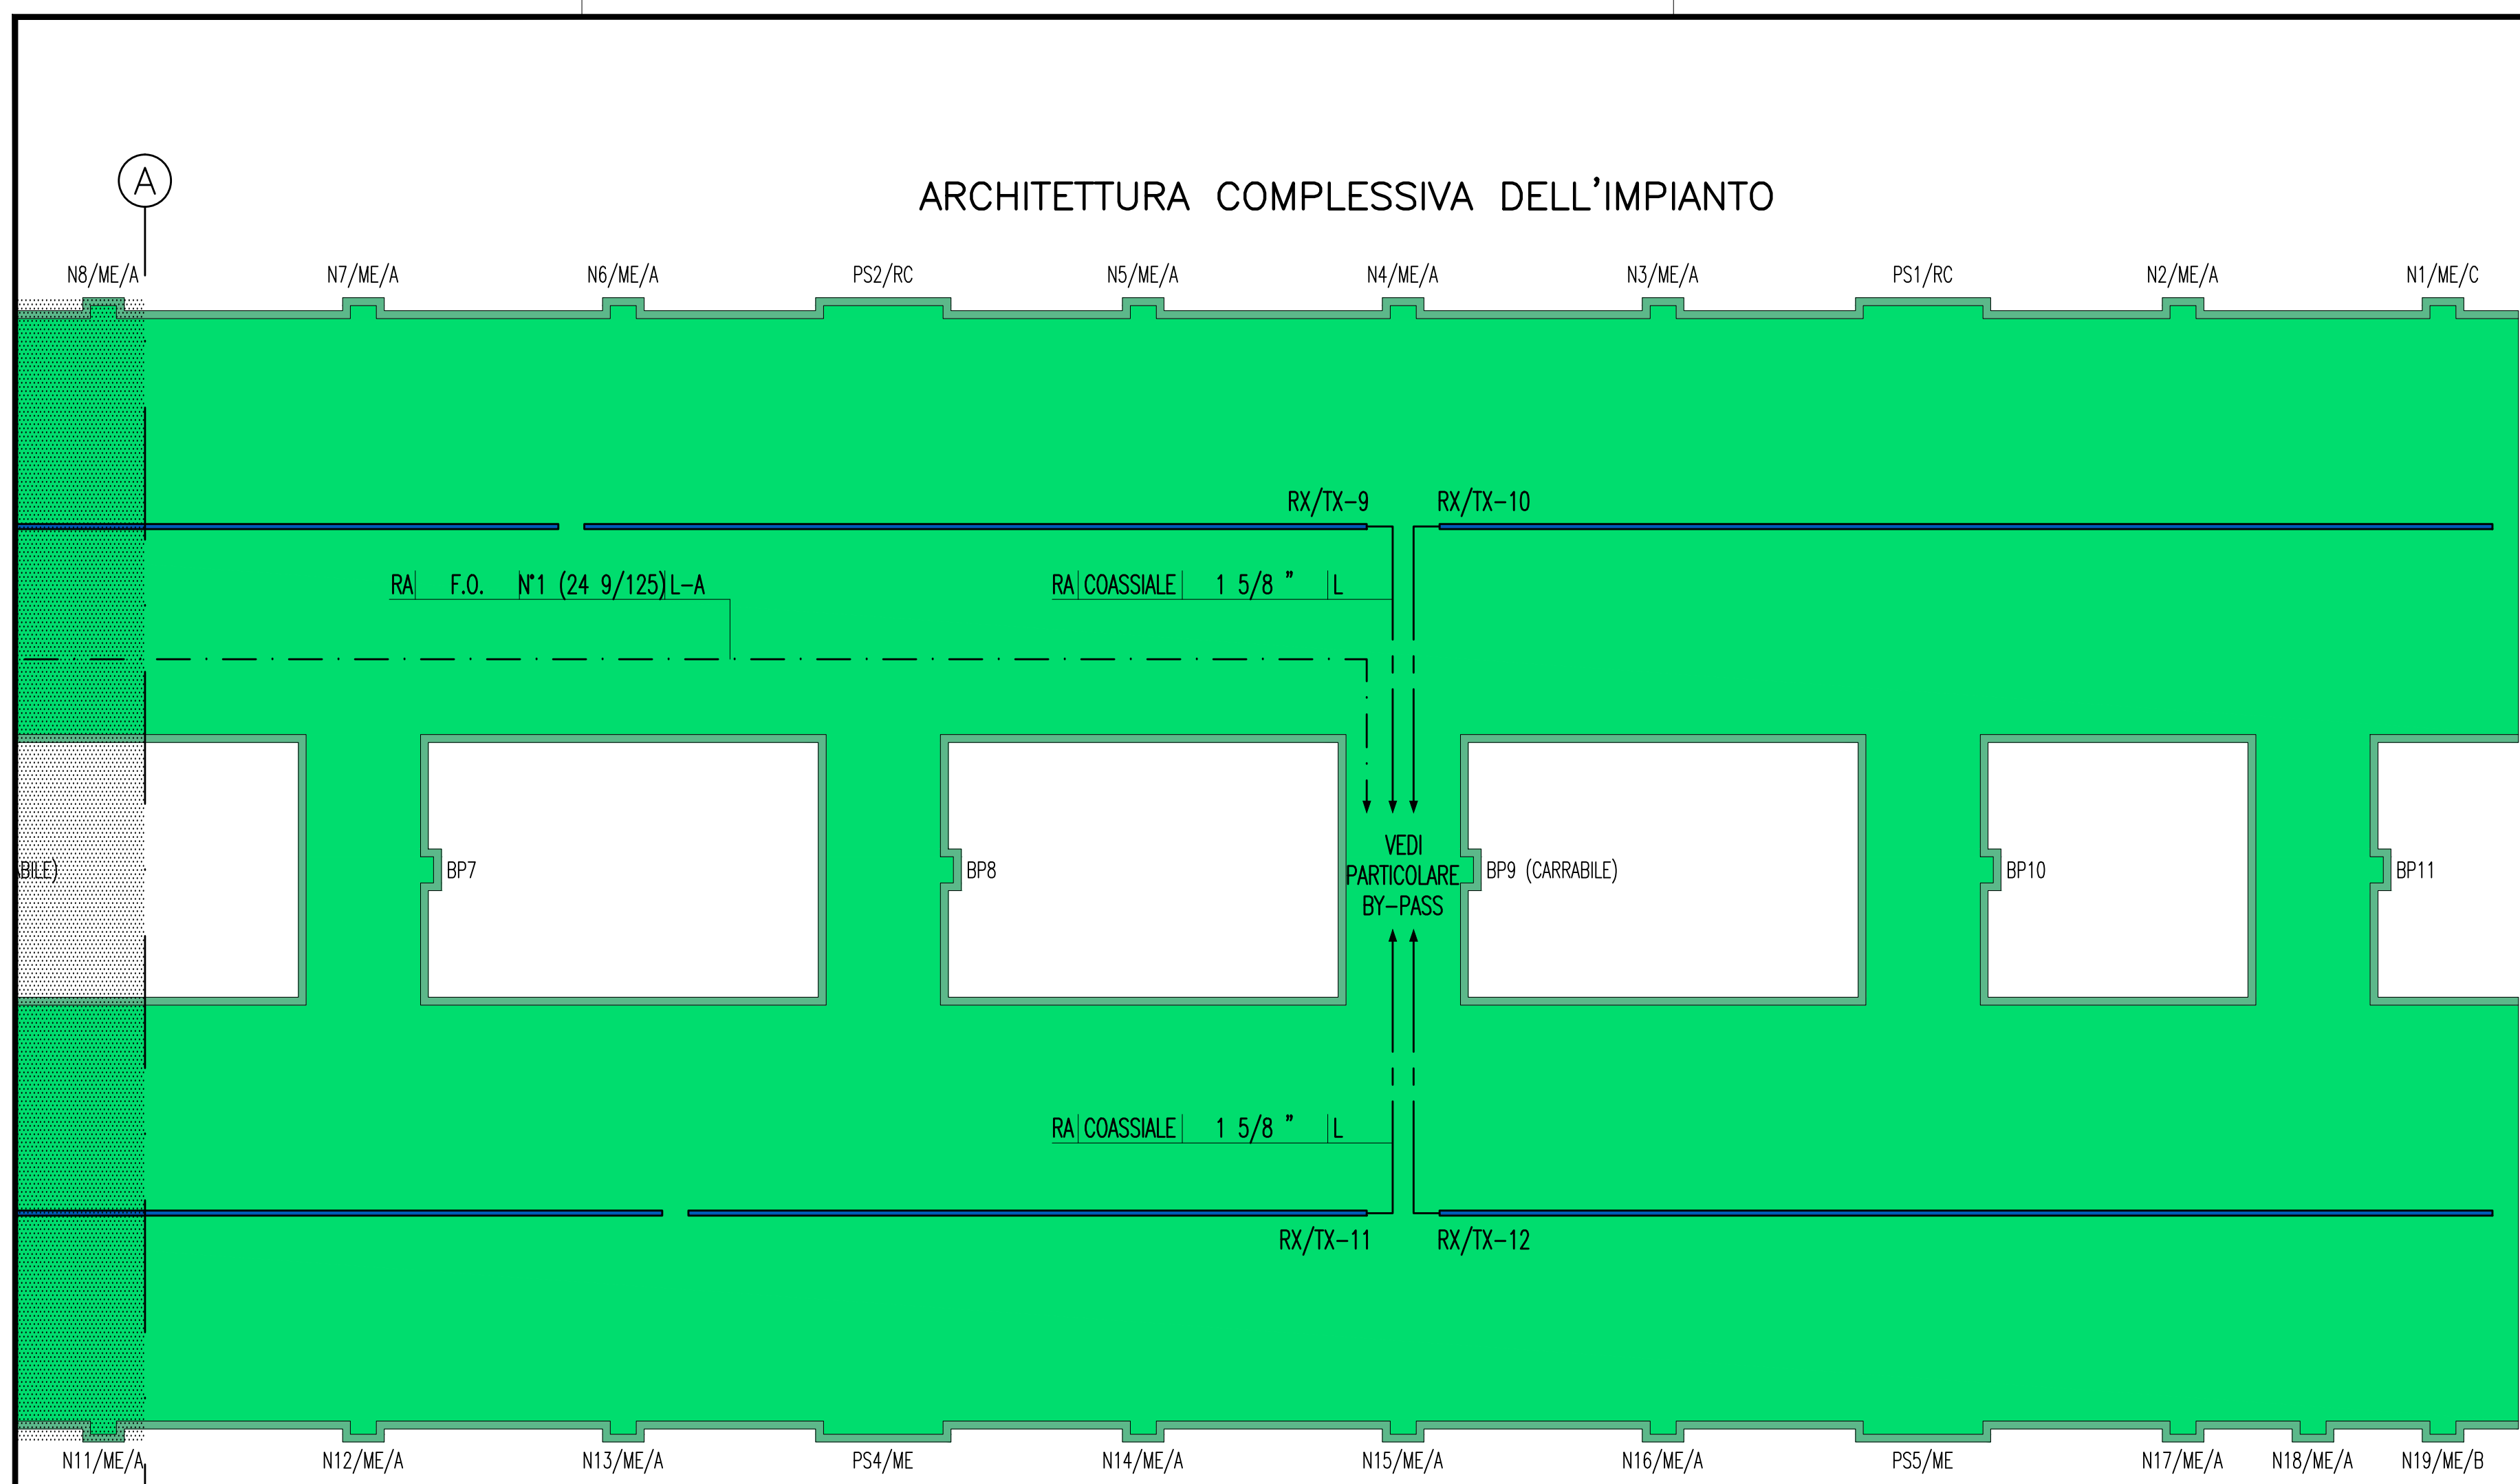 A
ARCHITETTURA COMPLESSIVA DELL'IMPIANTO
N8/ME/A
N7/ME/A
N6/ME/A
PS2/RC
N5/ME/A
N4/ME/A
N3/ME/A
PS1/RC
N2/ME/A
N1/ME/C
RX/TX-9
RX/TX-10
RA F.O. N°1 (24 9/125) L-A
RA COASSIALE 1 5/8 " L
VEDI
PARTICOLARE
BY-PASS
BILE)
BP7
BP8
BP9 (CARRABILE)
BP10
BP11
RA COASSIALE 1 5/8 " L
RX/TX-11
RX/TX-12
N11/ME/A
N12/ME/A
N13/ME/A
PS4/ME
N14/ME/A
N15/ME/A
N16/ME/A
PS5/ME
N17/ME/A
N18/ME/A
N19/ME/B